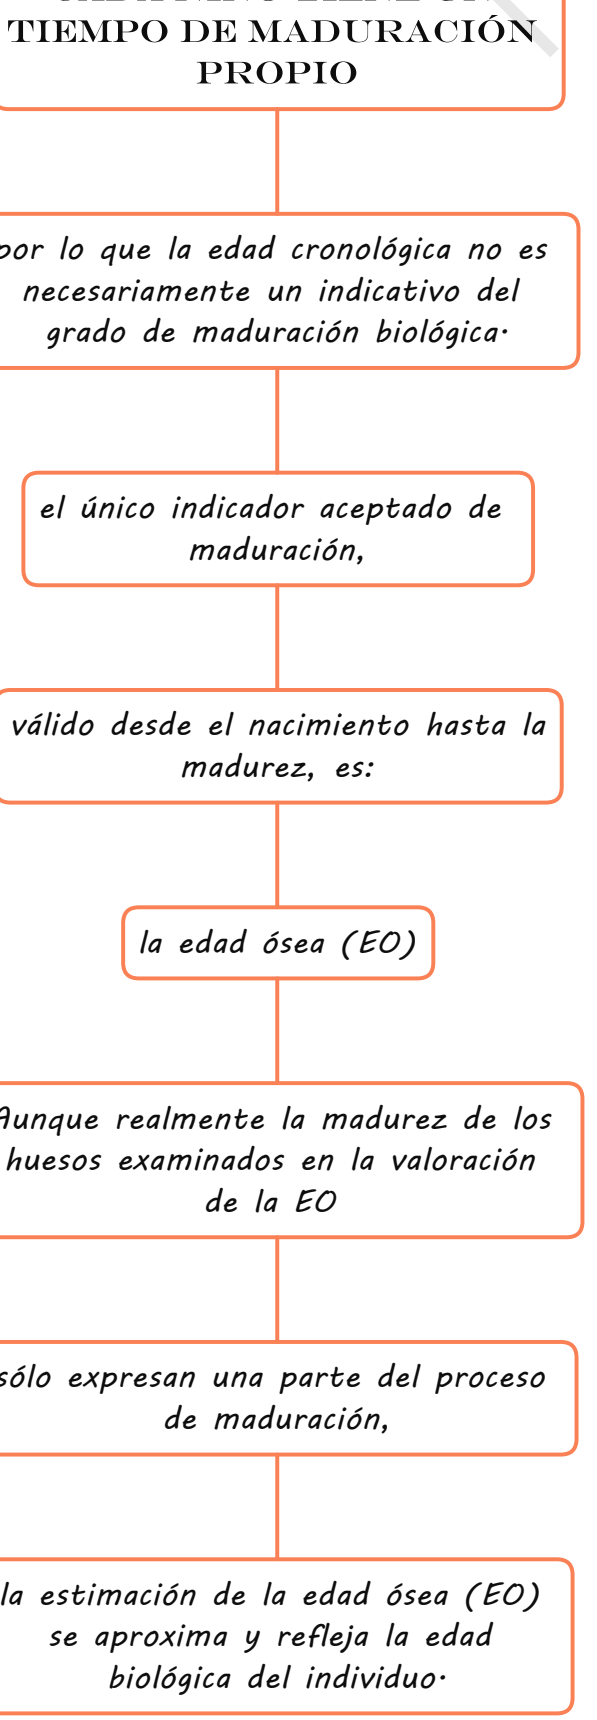 TIEMPO DE MADURACIÓN
PROPIO
por lo que la edad cronológica no es
necesariamente un indicativo del
grado de maduración biológica.
el único indicador aceptado de
maduración,
válido desde el nacimiento hasta la
madurez, es:
la edad ósea (EO)
Aunque realmente la madurez de los
huesos examinados en la valoración
de la EO
sólo expresan una parte del proceso
de maduración,
la estimación de la edad ósea (EO)
se aproxima y refleja la edad
biológica del individuo.